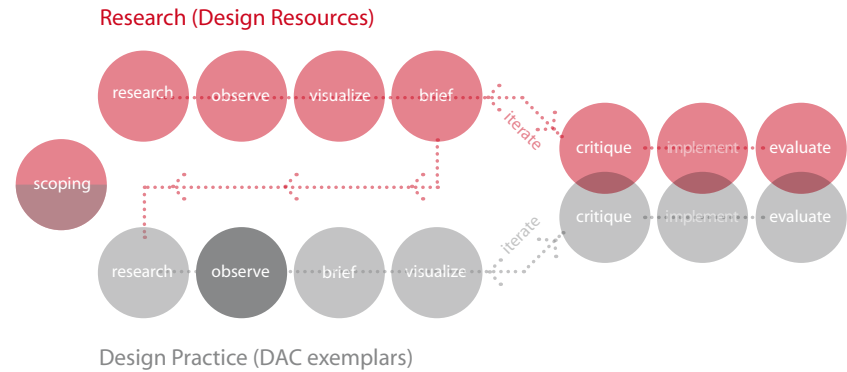 Research (Design Resources)
research observe visualize brief
iterate
critique implement evaluate
scoping
critique implement evaluate
iterate
research observe brief visualize
Design Practice (DAC exemplars)